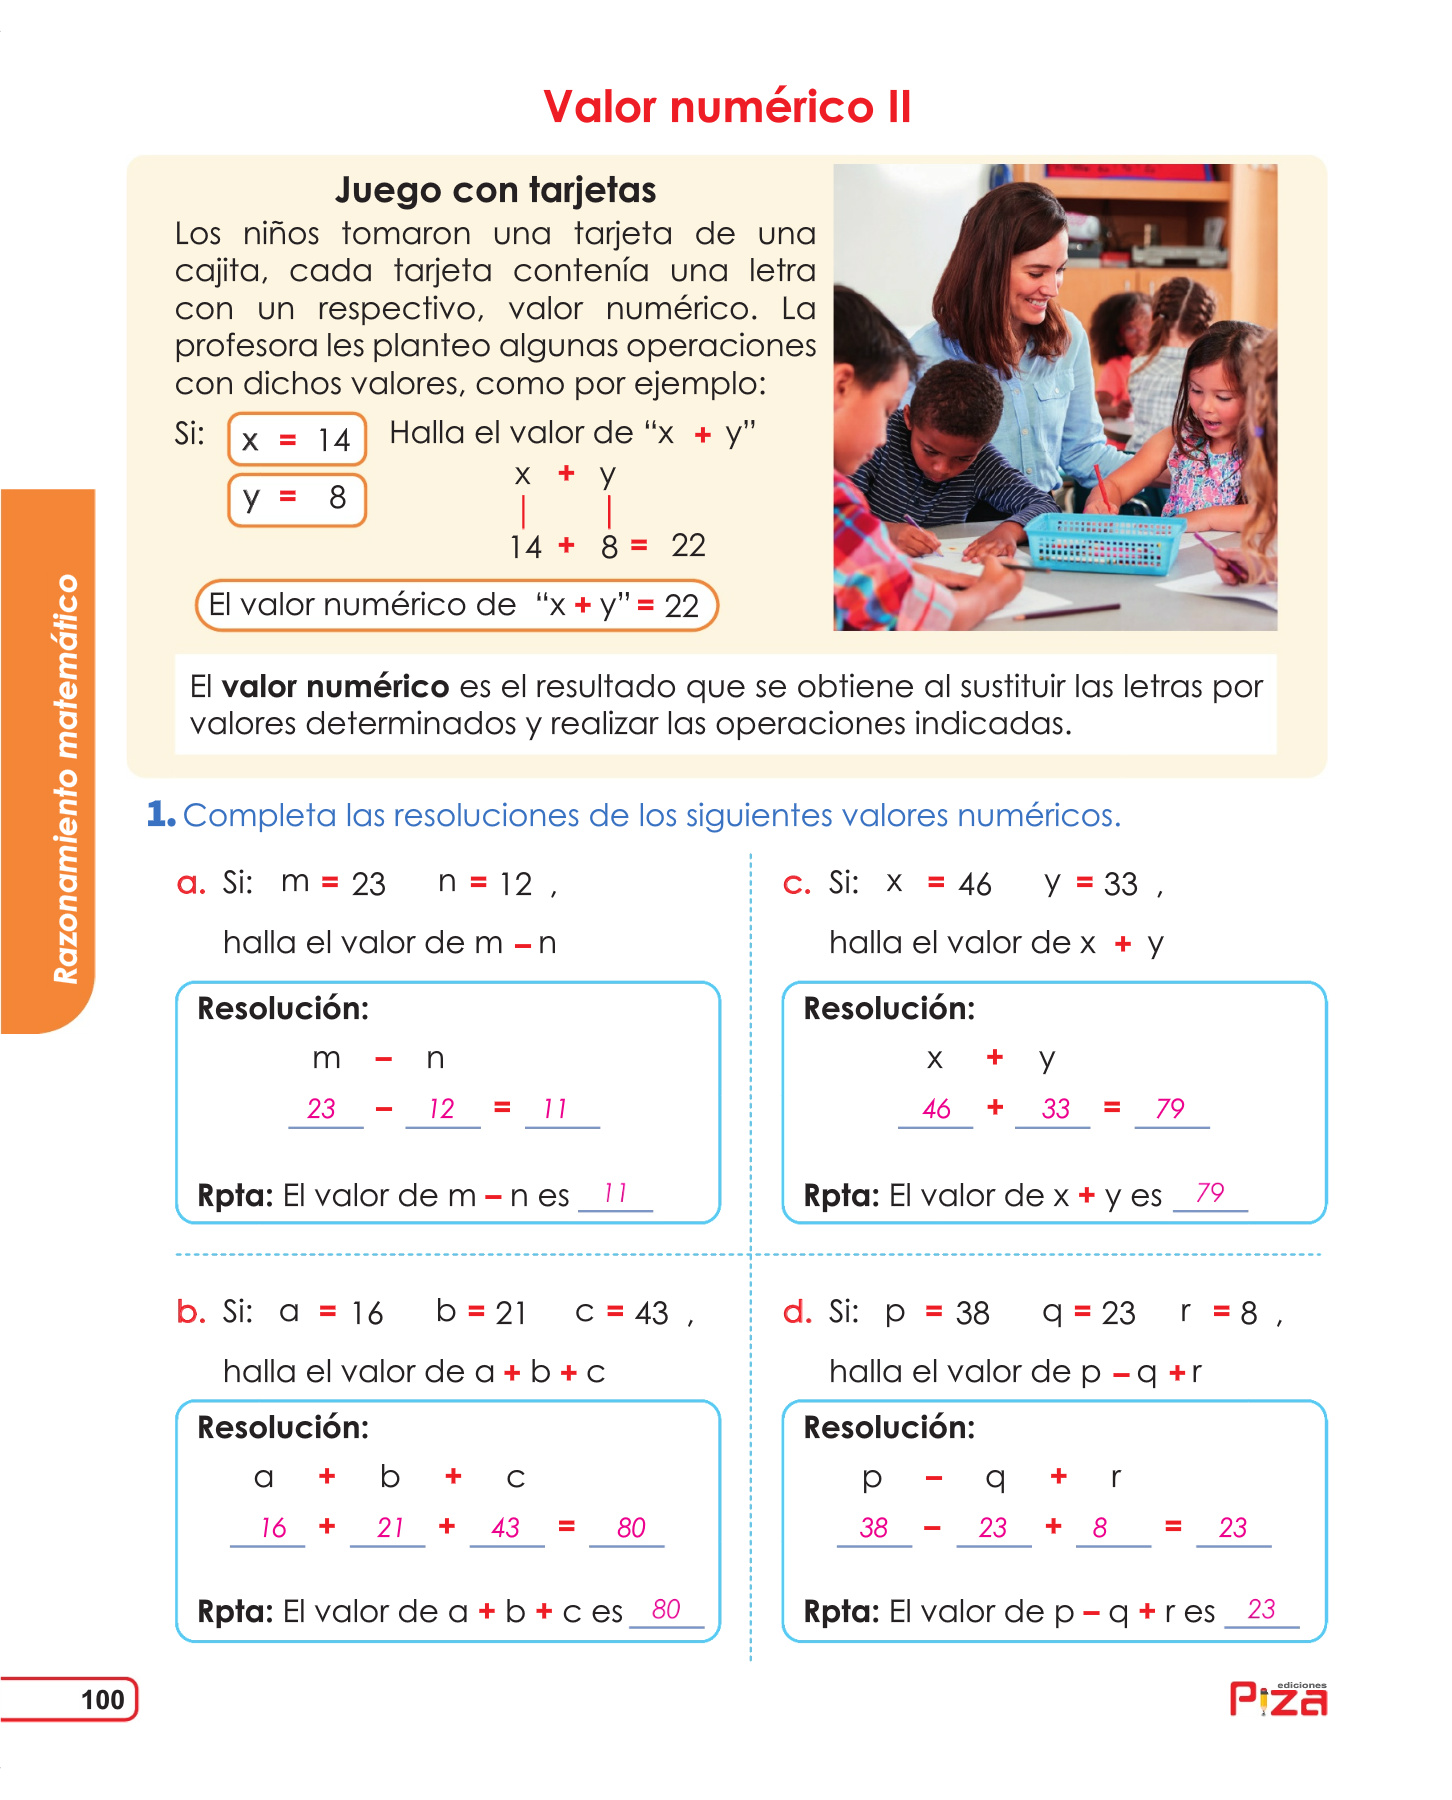 Valor numérico II
Juego con tarjetas
Los niños tomaron una tarjeta de una
cajita, cada tarjeta contenía una letra
con un respectivo, valor numérico. La
profesora les planteo algunas operaciones
con dichos valores, como por ejemplo:
Si: x = 14 Halla el valor de “x + y”
y = 8
x + y
14 + 8 = 22
El valor numérico de “x + y” = 22
El valor numérico es el resultado que se obtiene al sustituir las letras por
valores determinados y realizar las operaciones indicadas.
Razonamiento matemático
1. Completa las resoluciones de los siguientes valores numéricos.
a. Si: m = 23 n = 12 ,
halla el valor de m – n
Resolución:
m – n
23 – 12 = 11
Rpta: El valor de m – n es 11
c. Si: x = 46 y = 33 ,
halla el valor de x + y
Resolución:
x + y
46 + 33 = 79
Rpta: El valor de x + y es 79
b. Si: a = 16 b = 21 c = 43 ,
halla el valor de a + b + c
Resolución:
a + b + c
16 + 21 + 43 = 80
Rpta: El valor de a + b + c es 80
d. Si: p = 38 q = 23 r = 8 ,
halla el valor de p – q + r
Resolución:
p – q + r
38 – 23 + 8 = 23
Rpta: El valor de p – q + r es 23
100
ediciones
Piza